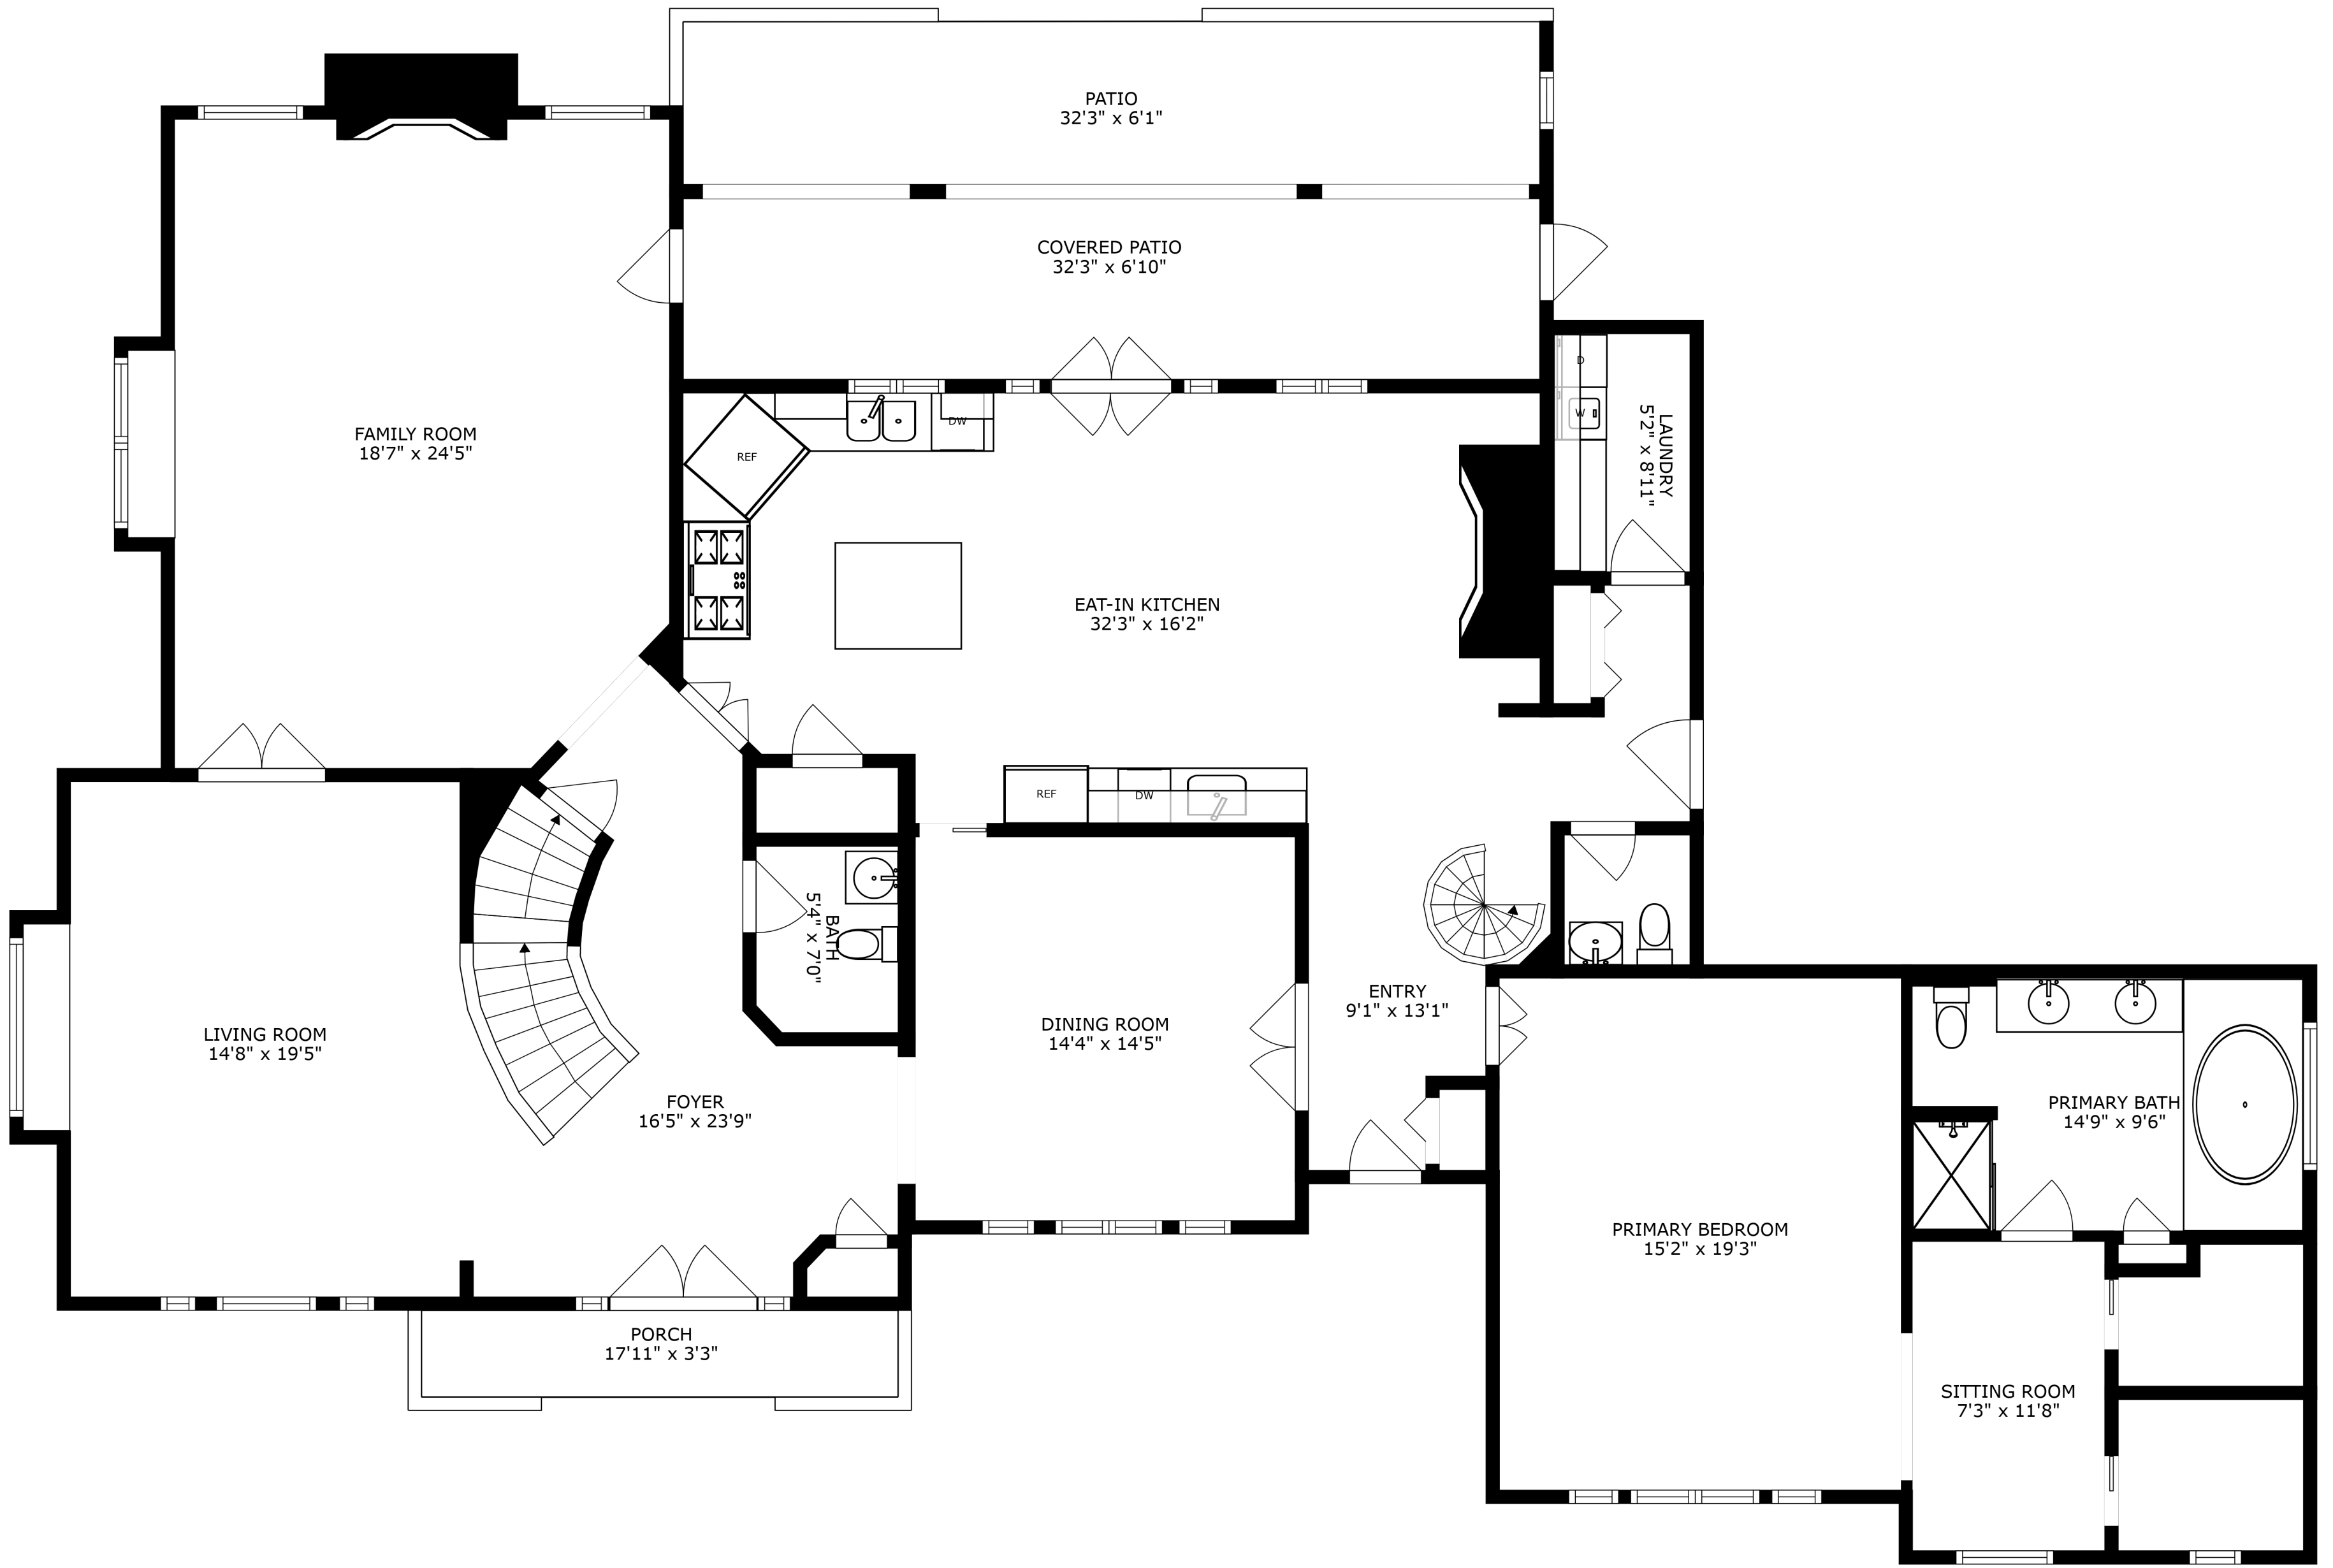 PATIO
32'3" x 6'1"
COVERED PATIO
32'3" x 6'10"
FAMILY ROOM
18'7" x 24'5"
REF
DW
D
W
LAUNDRY
5'2" x 8'11"
EAT-IN KITCHEN
32'3" x 16'2"
REF
DW
BATH
5'4" x 7'0"
LIVING ROOM
14'8" x 19'5"
DINING ROOM
14'4" x 14'5"
ENTRY
9'1" x 13'1"
FOYER
16'5" x 23'9"
PRIMARY BATH
14'9" x 9'6"
PRIMARY BEDROOM
15'2" x 19'3"
PORCH
17'11" x 3'3"
SITTING ROOM
7'3" x 11'8"